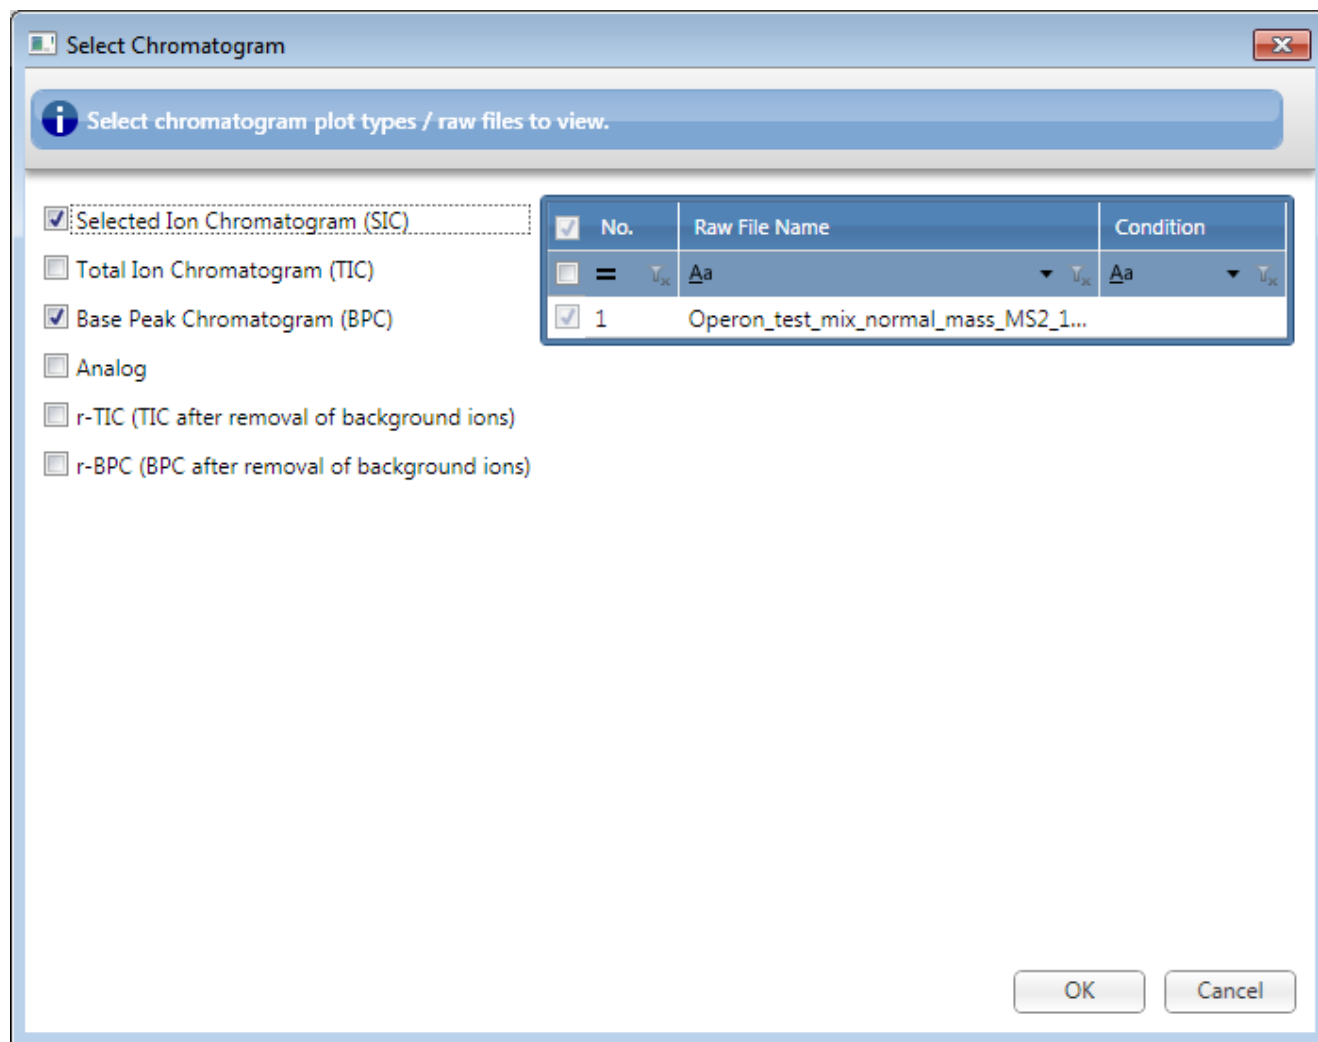 Select Chromatogram
Select chromatogram plot types / raw files to view.
Selected Ion Chromatogram (SIC)
Total Ion Chromatogram (TIC)
Base Peak Chromatogram (BPC)
Analog
r-TIC (TIC after removal of background ions)
r-BPC (BPC after removal of background ions)
No. Raw File Name Condition
= Aa Aa
1 Operon_test_mix_normal_mass_MS2_1...
OK Cancel